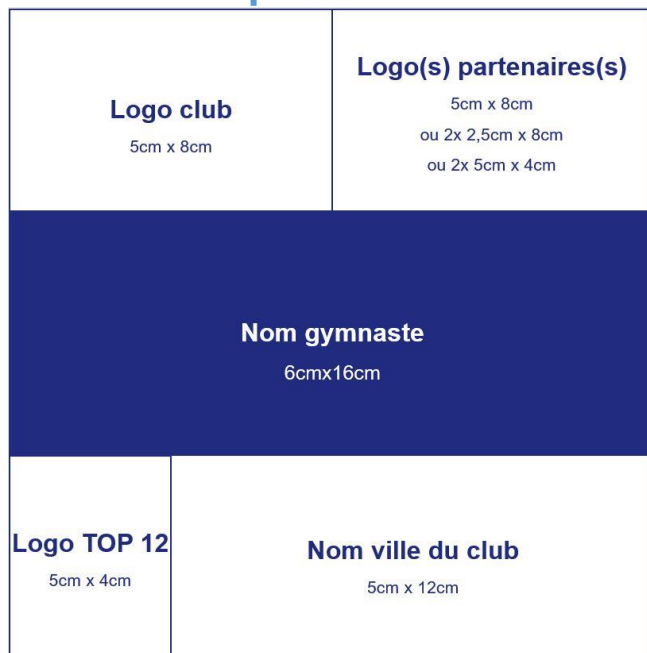 Logo club
5cm x 8cm
Logo(s) partenaires(s)
5cm x 8cm
ou 2x 2,5cm x 8cm
ou 2x 5cm x 4cm
Nom gymnaste
6cmx16cm
Logo TOP 12
5cm x 4cm
Nom ville du club
5cm x 12cm